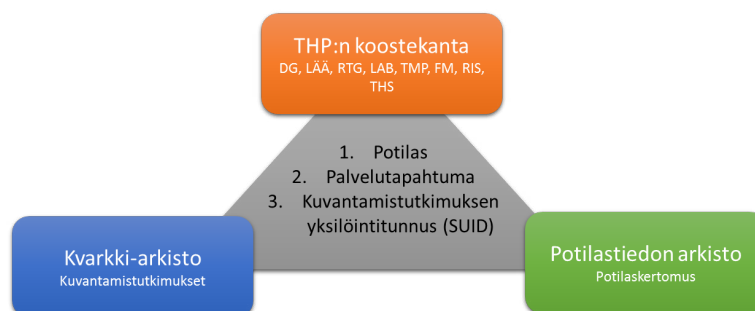 THP:n koostekanta
DG, LÄÄ, RTG, LAB, TMP, FM, RIS,
THS
1. Potilas
2. Palvelutapahtuma
3. Kuvantamistutkimuksen
yksilöintitunnus (SUID)
Kvarkki-arkisto
Kuvantamistutkimukset
Potilastiedon arkisto
Potilaskertomus